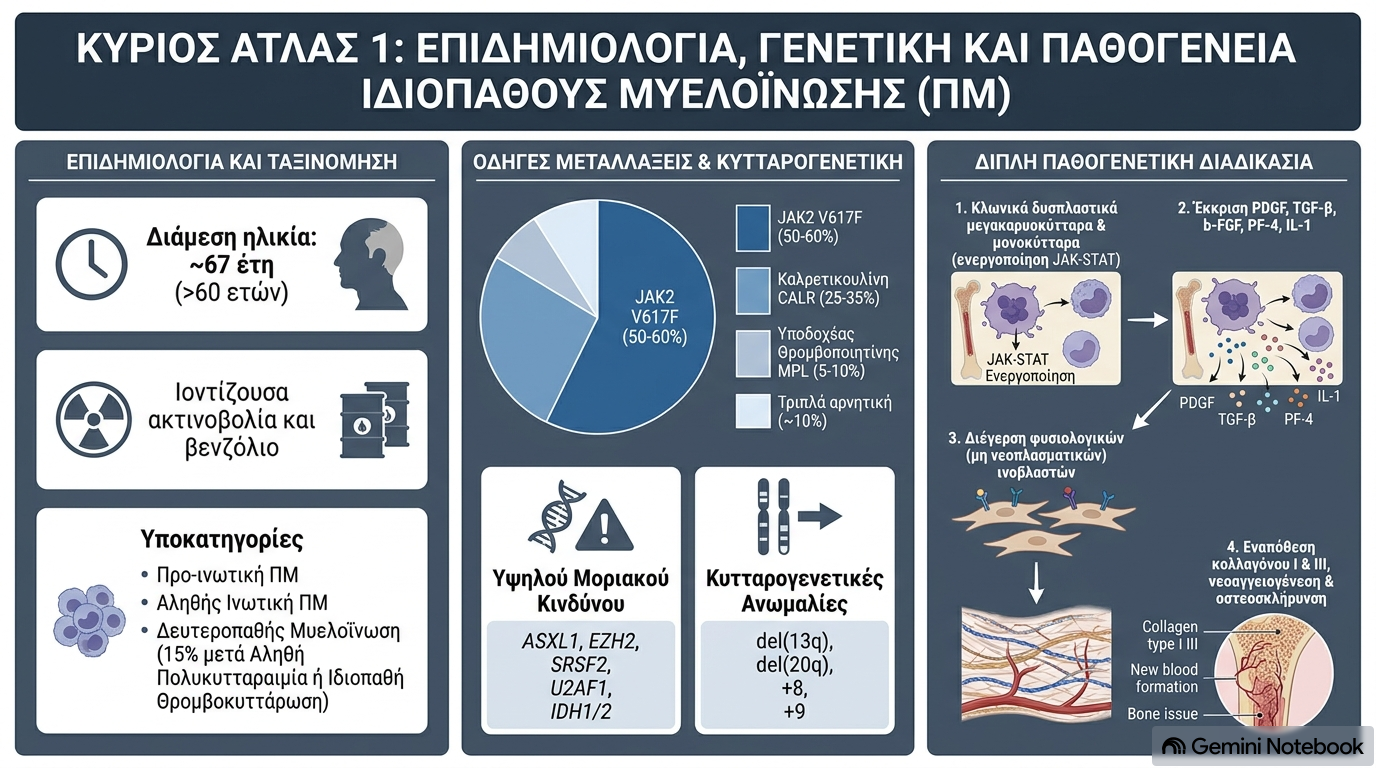 ΚΥΡΙΟΣ ΑΤΛΑΣ 1: ΕΠΙΔΗΜΙΟΛΟΓΙΑ, ΓΕΝΕΤΙΚΗ ΚΑΙ ΠΑΘΟΓΕΝΕΙΑ
ΙΔΙΟΠΑΘΟΥΣ ΜΥΕΛΟΪΝΩΣΗΣ (ΠΜ)
ΕΠΙΔΗΜΙΟΛΟΓΙΑ ΚΑΙ ΤΑΞΙΝΟΜΗΣΗ
Διάμεση ηλικία:
~67 έτη
(>60 ετών)
Ιοντίζουσα
ακτινοβολία και
βενζόλιο
Υποκατηγορίες
• Προ-ινωτική ΠΜ
• Αληθής Ινωτική ΠΜ
• Δευτεροπαθής Μυελοϊνωση
(15% μετά Αληθή
Πολυκυτταραιμία ή Ιδιοπαθή
Θρομβοκυττάρωση)
ΟΔΗΓΕΣ ΜΕΤΑΛΛΑΞΕΙΣ & ΚΥΤΤΑΡΟΓΕΝΕΤΙΚΗ
JAK2
V617F
(50-60%)
JAK2 V617F
(50-60%)
Καλρετικουλίνη
CALR (25-35%)
Υποδοχέας
Θρομβοποιητίνης
MPL (5-10%)
Τριπλά αρνητική
(~10%)
Υψηλού Μοριακού
Κινδύνου
ASXL1, EZH2,
SRSF2,
U2AF1,
IDH1/2
Κυτταρογενετικές
Ανωμαλίες
del(13q),
del(20q),
+8,
+9
ΔΙΠΛΗ ΠΑΘΟΓΕΝΕΤΙΚΗ ΔΙΑΔΙΚΑΣΙΑ
1. Κλωνικά δυσπλαστικά
μεγακαρυοκύτταρα &
μονοκύτταρα
(ενεργοποίηση JAK-STAT)
JAK-STAT
Ενεργοποίηση
2. Έκκριση PDGF, TGF-β,
b-FGF, PF-4, IL-1
PDGF
TGF-β
PF-4
IL-1
3. Διέγερση φυσιολογικών
(μη νεοπλασματικών)
ινοβλαστών
4. Εναπόθεση
κολλαγόνου I & III,
νεοαγγειογένεση &
οστεοσκλήρυνση
Collagen
type I III
New blood
formation
Bone issue
Gemini Notebook